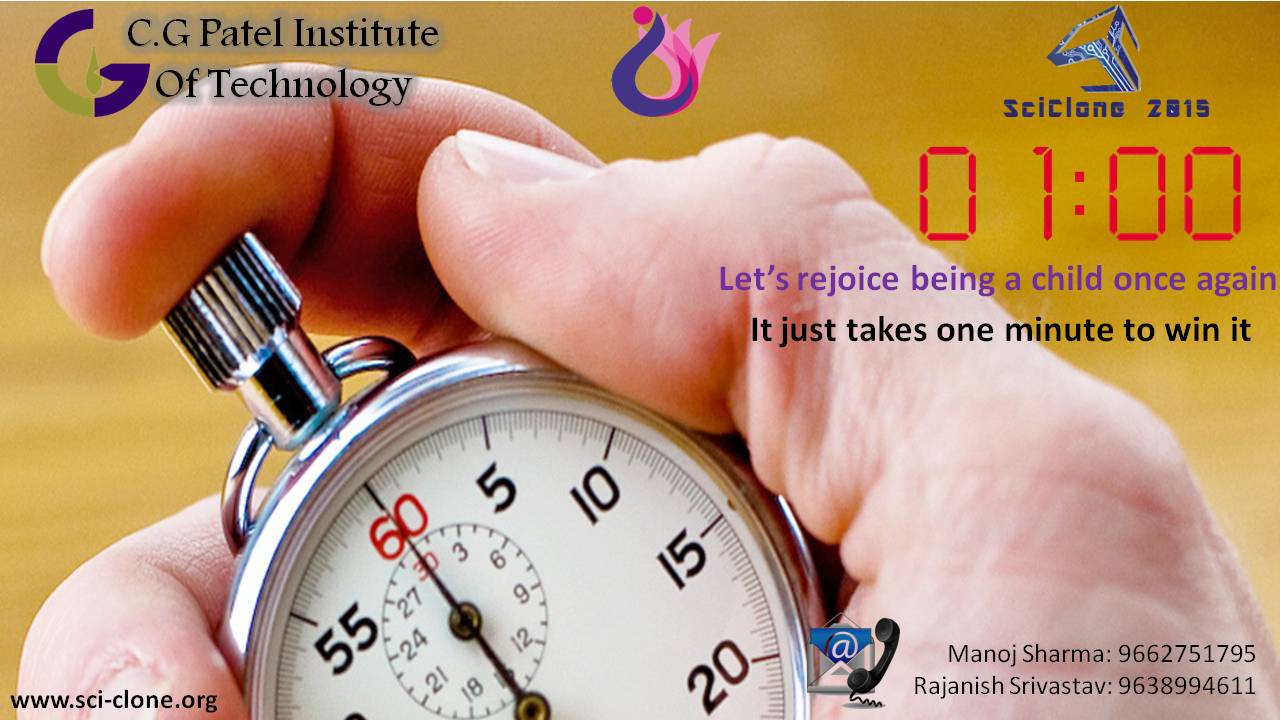 C.G Patel Institute
Of Technology
SciClone 2015
01:00
Let's rejoice being a child once again
It just takes one minute to win it
60
5
10
15
20
55
30
3
6
9
12
18
21
24
27
@
Manoj Sharma: 9662751795
Rajanish Srivastav: 9638994611
www.sci-clone.org